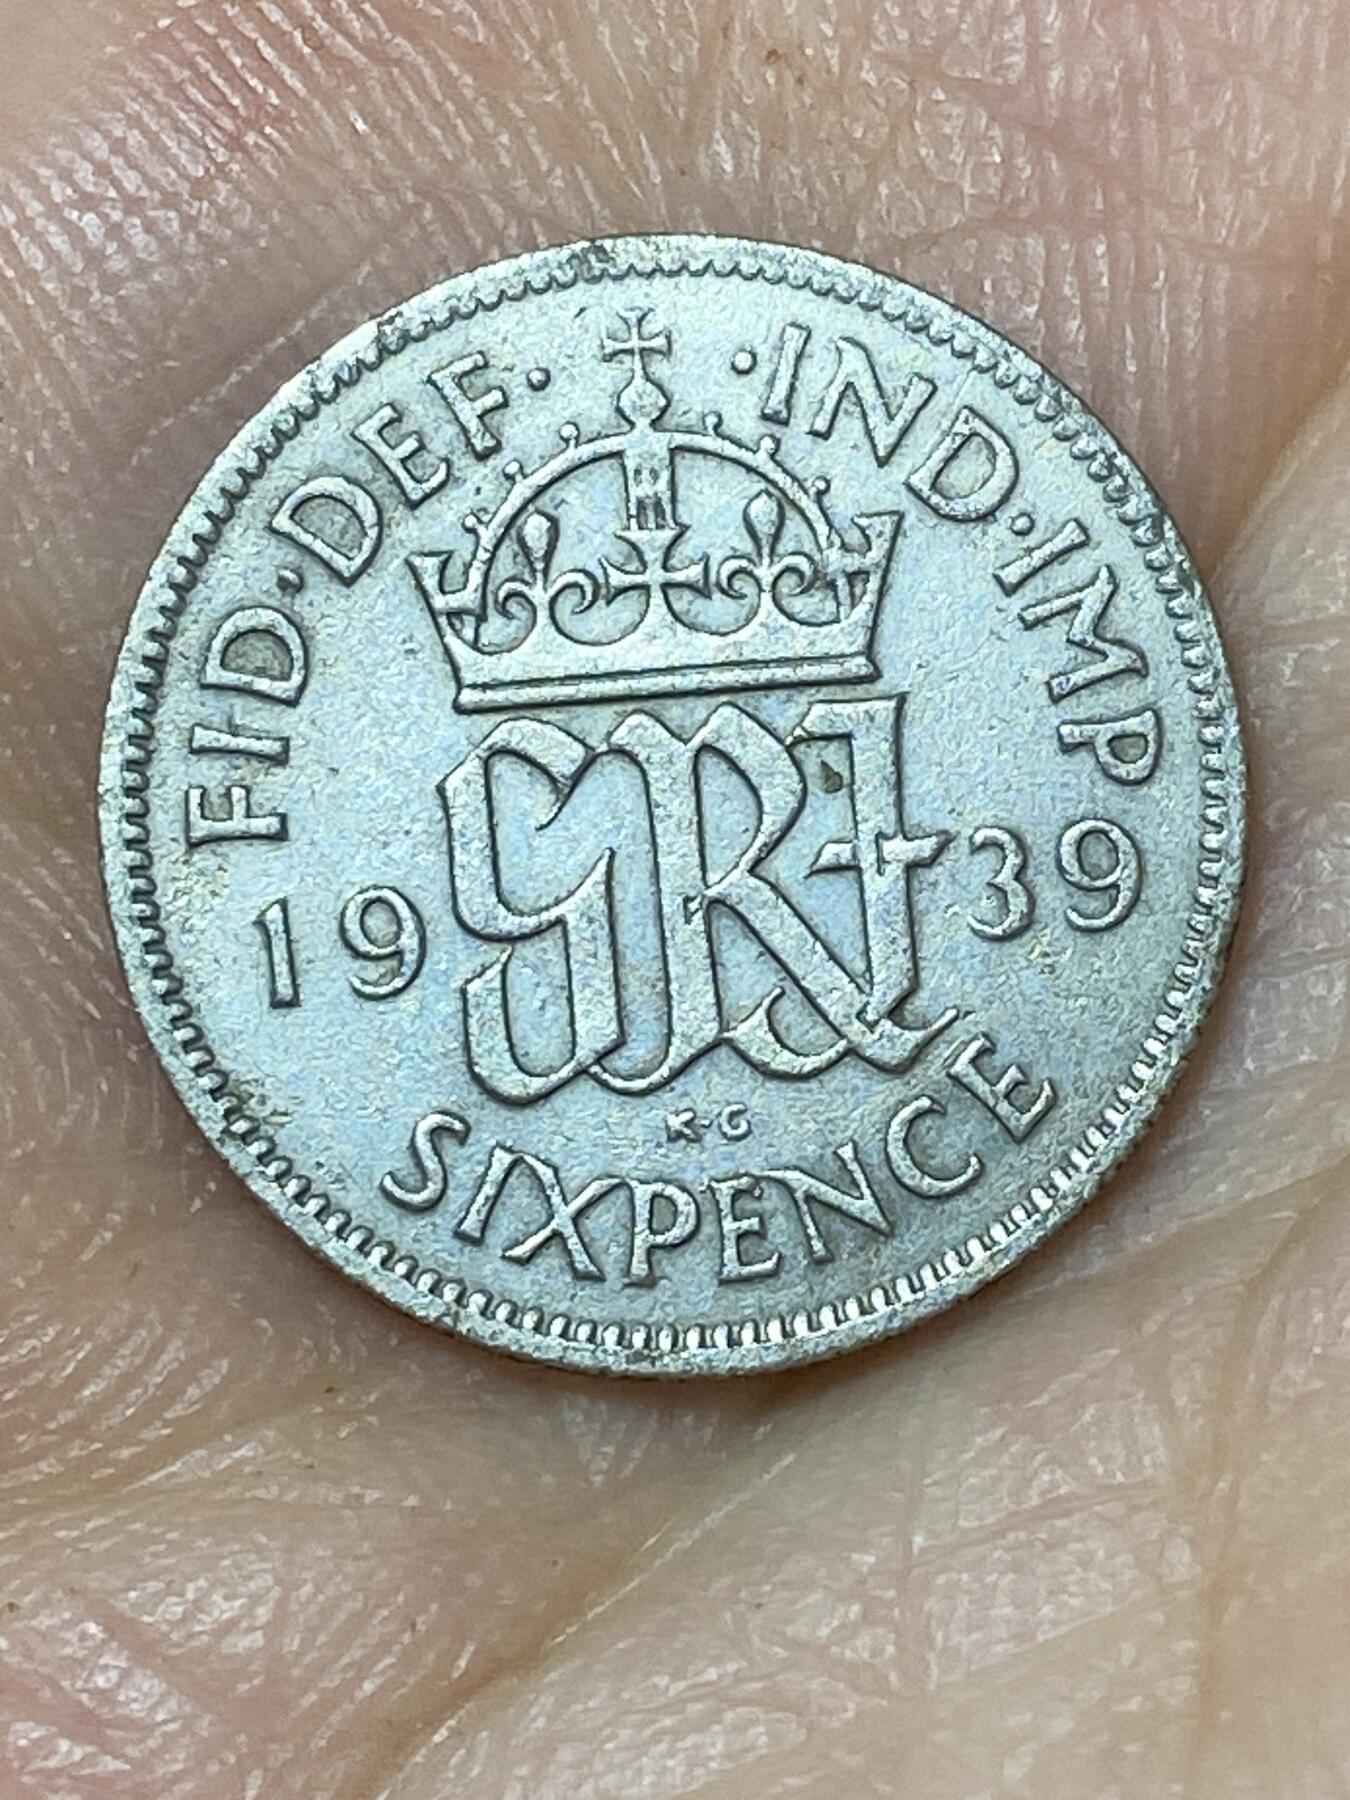 FID · DEF · · IND · IMP
GRI
19 39
K·G
SIXPENCE